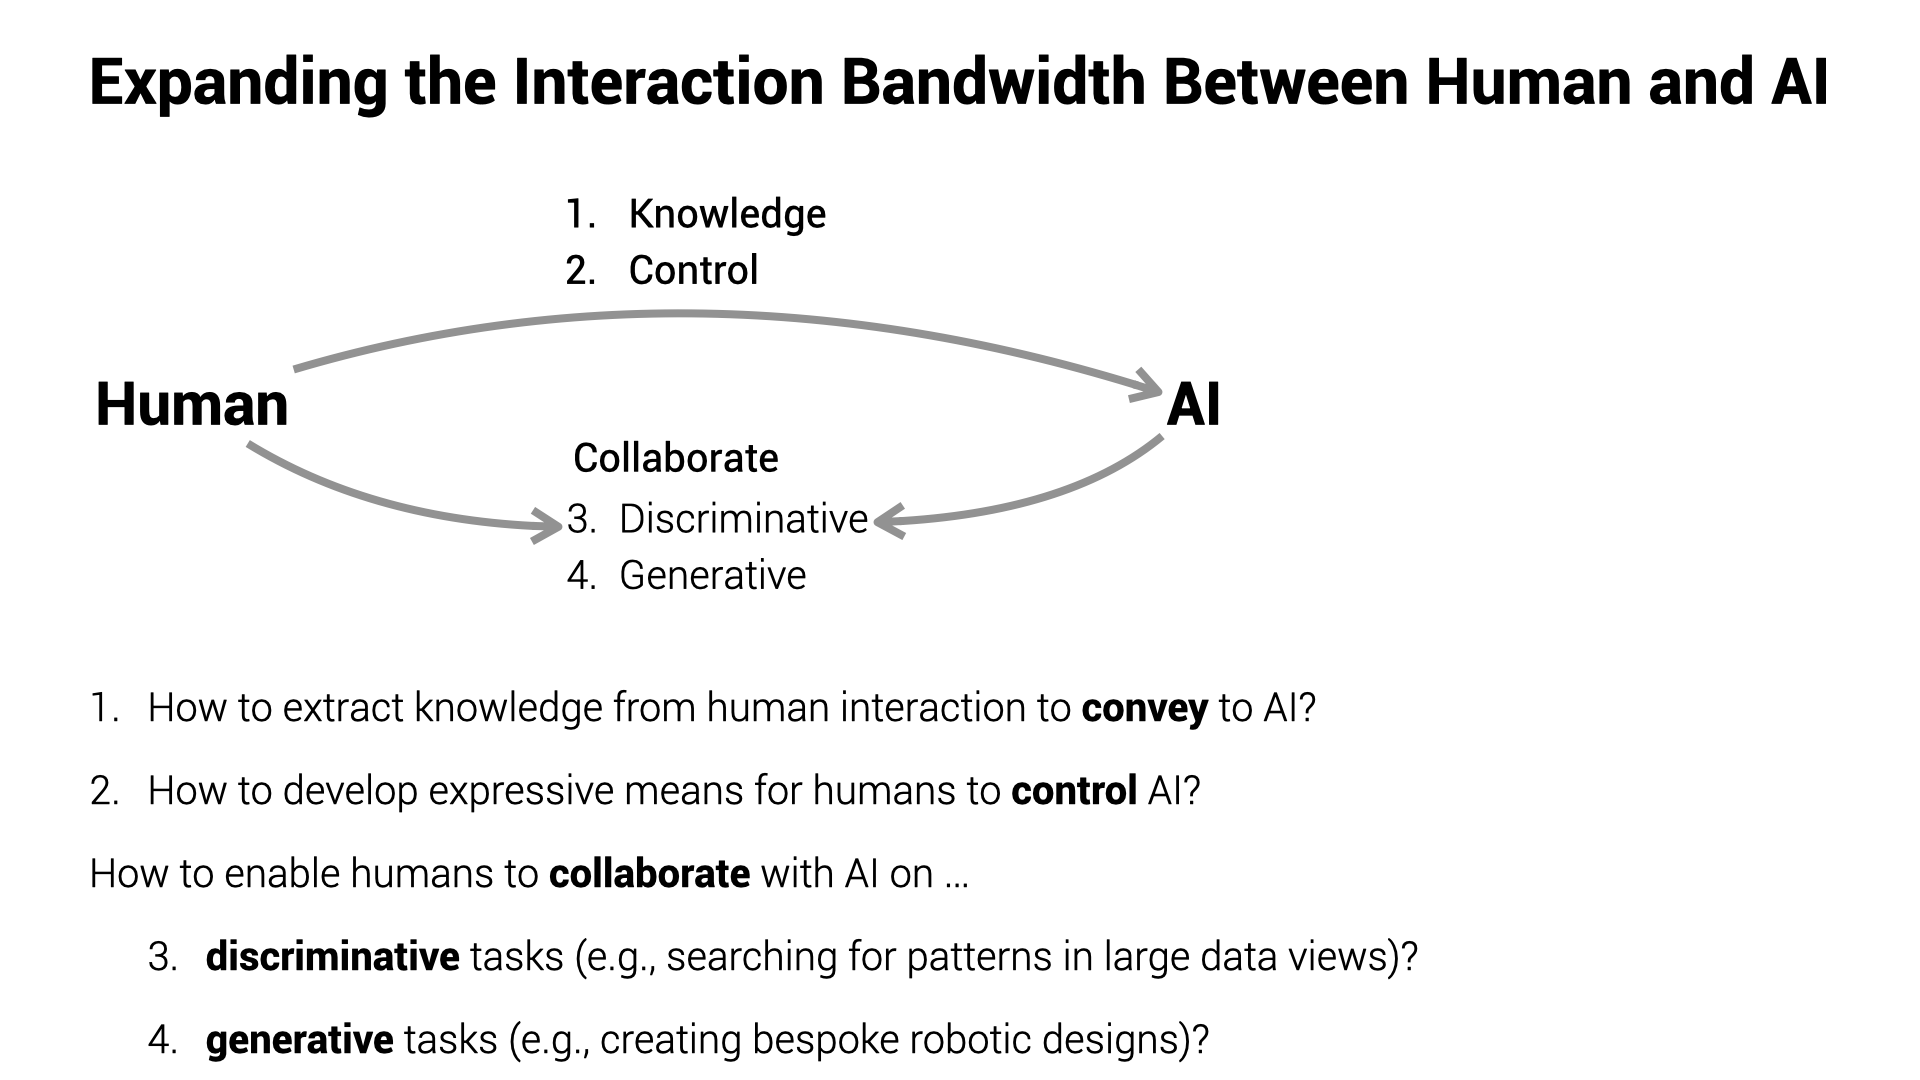 Expanding the Interaction Bandwidth Between Human and AI
1. Knowledge
2. Control
Human
AI
Collaborate
3. Discriminative
4. Generative
1. How to extract knowledge from human interaction to convey to AI?
2. How to develop expressive means for humans to control AI?
How to enable humans to collaborate with AI on ...
3. discriminative tasks (e.g., searching for patterns in large data views)?
4. generative tasks (e.g., creating bespoke robotic designs)?